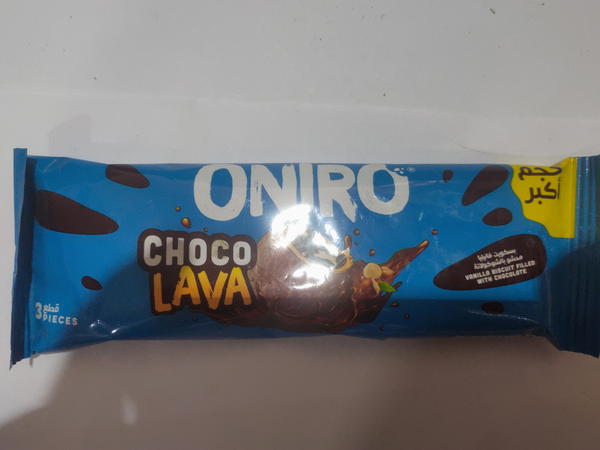 ONIRO
حجم
أكبر
CHOCO
LAVA
بسكويت فانيليا
محشو بالشوكولاتة
VANILLA BISCUIT FILLED
WITH CHOCOLATE
3 قطع
PIECES